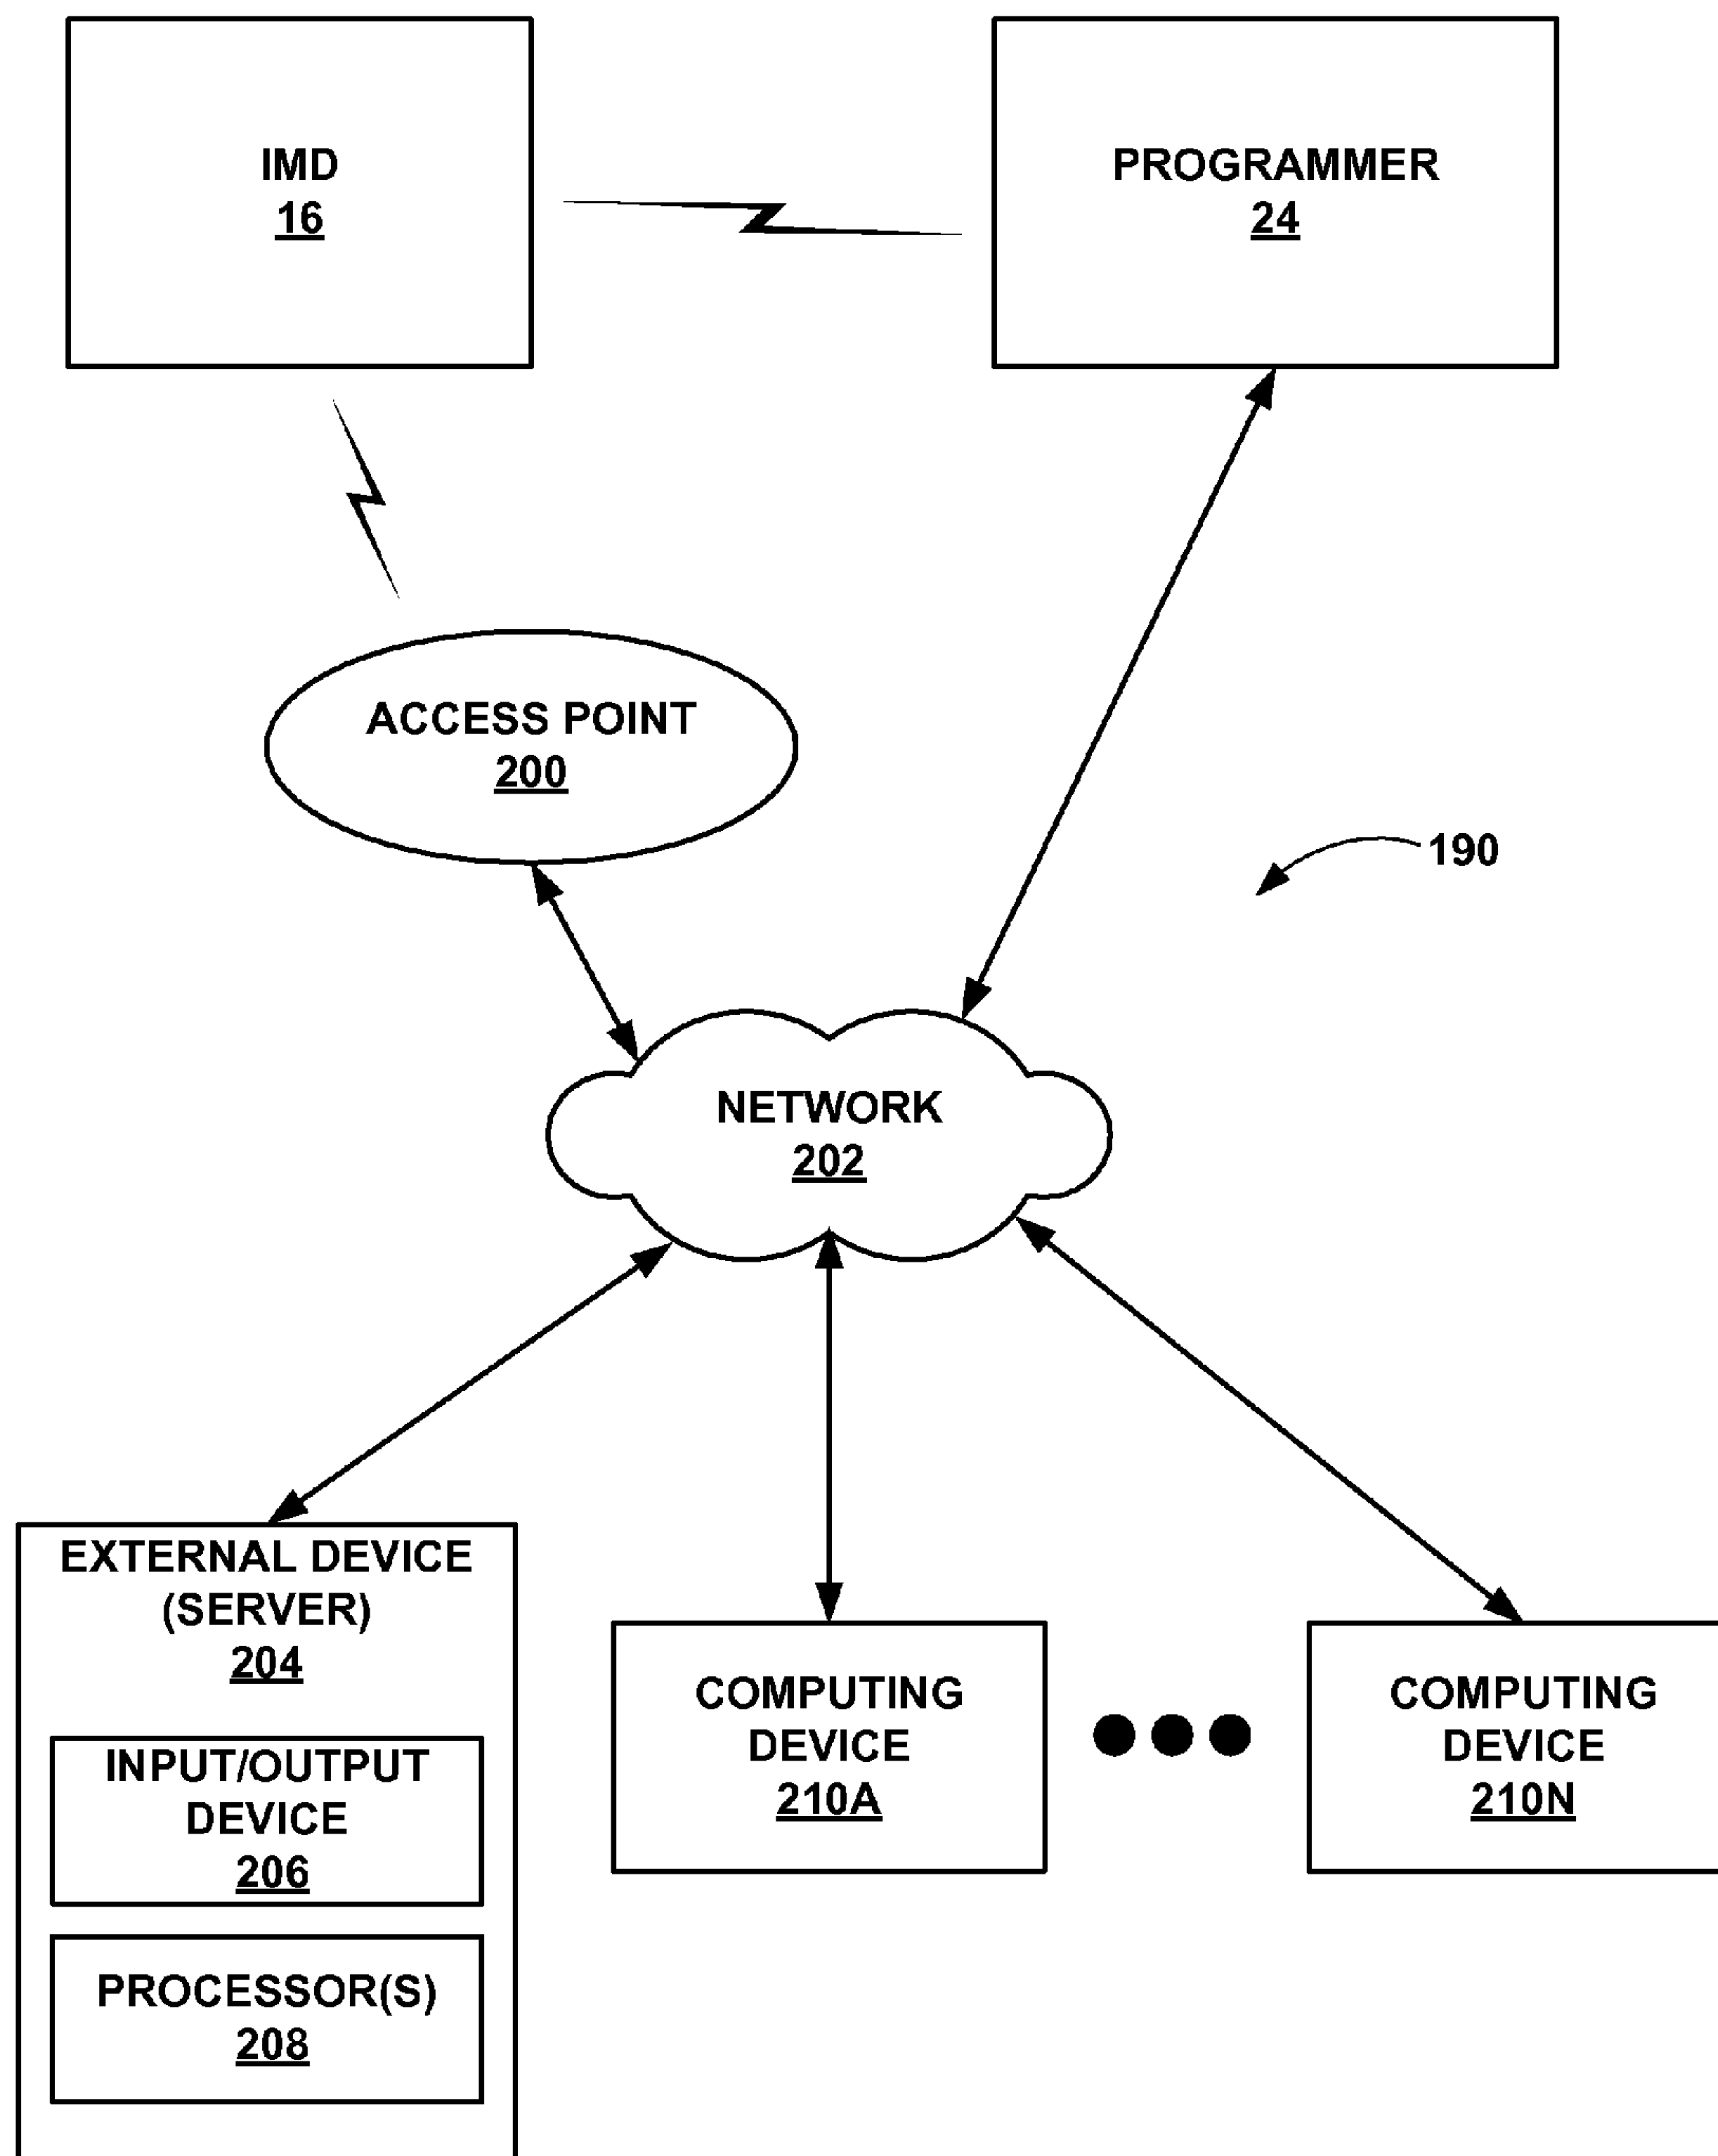 IMD
16
PROGRAMMER
24
ACCESS POINT
200
190
NETWORK
202
EXTERNAL DEVICE
(SERVER)
204
INPUT/OUTPUT
DEVICE
206
PROCESSOR(S)
208
COMPUTING
DEVICE
210A
COMPUTING
DEVICE
210N